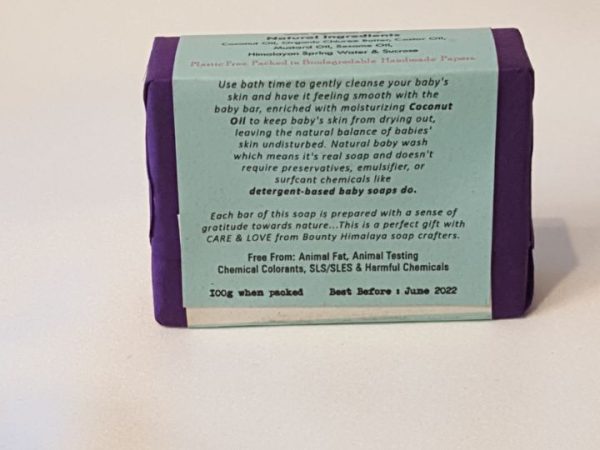 Natural Ingredients
Coconut Oil, Organic Chiuree Butter, Castor Oil,
Mustard Oil, Sesame Oil,
Himalayan Spring Water & Sucrose
Plastic Free Packed in Biodegradable Handmade Papers
Use bath time to gently cleanse your baby's
skin and have it feeling smooth with the
baby bar, enriched with moisturizing Coconut
Oil to keep baby's skin from drying out,
leaving the natural balance of babies'
skin undisturbed. Natural baby wash
which means it's real soap and doesn't
require preservatives, emulsifier, or
surfcant chemicals like
detergent-based baby soaps do.
Each bar of this soap is prepared with a sense of
gratitude towards nature...This is a perfect gift with
CARE & LOVE from Bounty Himalaya soap crafters.
Free From: Animal Fat, Animal Testing
Chemical Colorants, SLS/SLES & Harmful Chemicals
100g when packed Best Before : June 2022